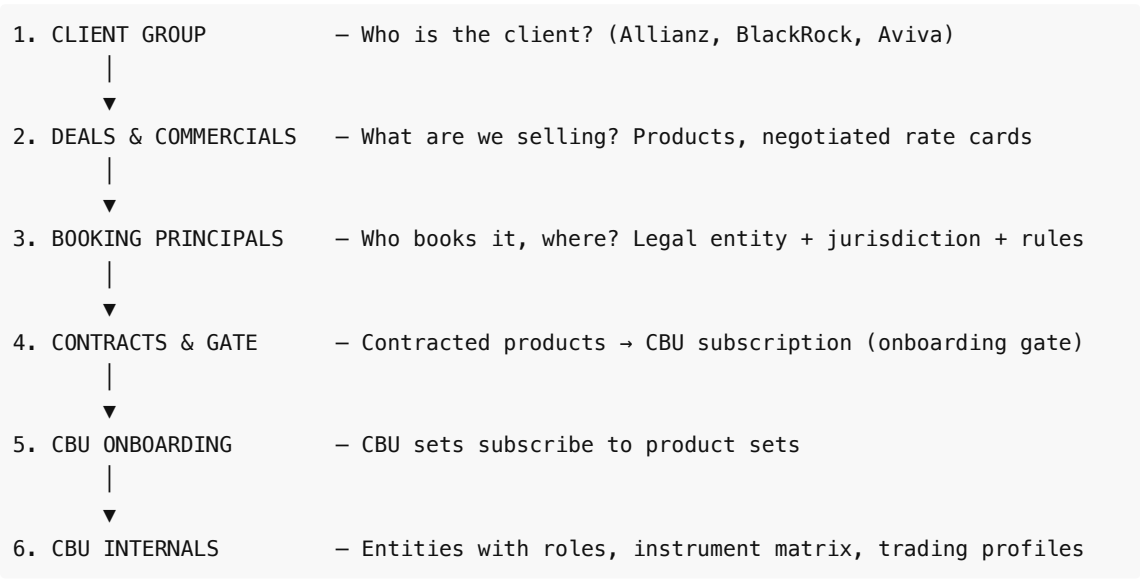 1. CLIENT GROUP — Who is the client? (Allianz, BlackRock, Aviva)
│
▼
2. DEALS & COMMERCIALS — What are we selling? Products, negotiated rate cards
│
▼
3. BOOKING PRINCIPALS — Who books it, where? Legal entity + jurisdiction + rules
│
▼
4. CONTRACTS & GATE — Contracted products → CBU subscription (onboarding gate)
│
▼
5. CBU ONBOARDING — CBU sets subscribe to product sets
│
▼
6. CBU INTERNALS — Entities with roles, instrument matrix, trading profiles